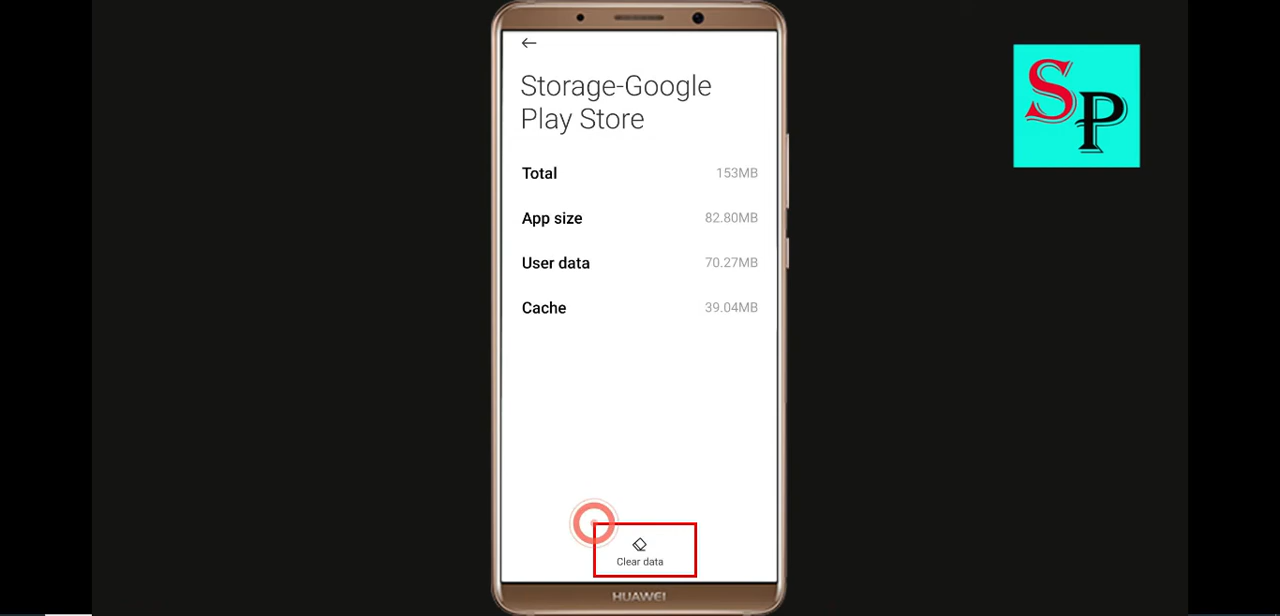 Storage-Google
Play Store
Total 153MB
App size 82.80MB
User data 70.27MB
Cache 39.04MB
Clear data
HUAWEI
SP